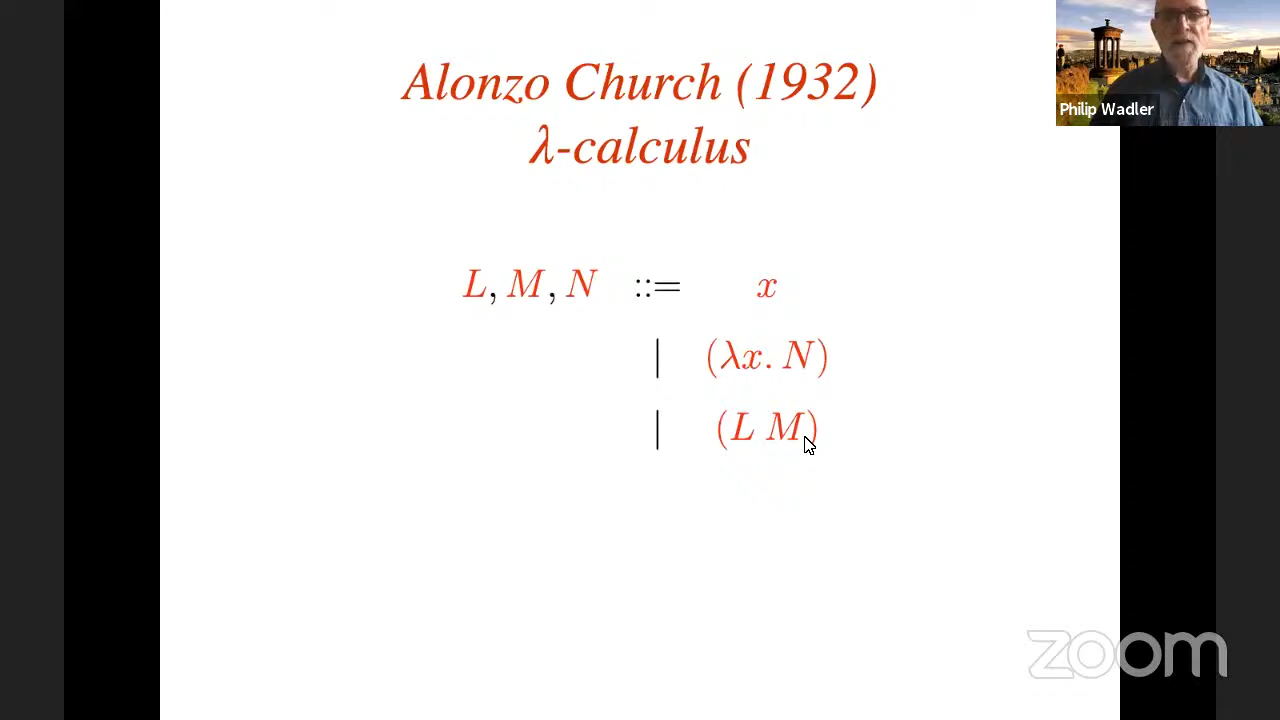 Alonzo Church (1932)
λ-calculus
L, M, N ::= x
| (λx. N)
| (L M)
Philip Wadler
zoom